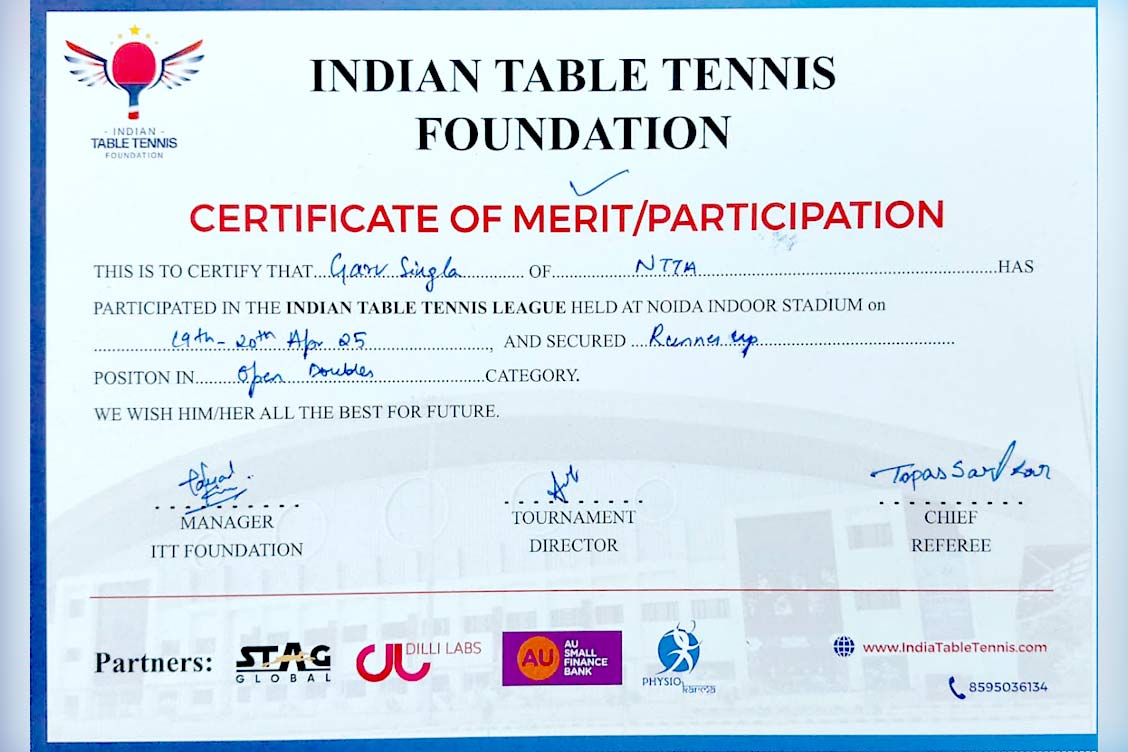 INDIAN TABLE TENNIS
FOUNDATION
- INDIAN -
TABLE TENNIS
FOUNDATION
CERTIFICATE OF MERIT/PARTICIPATION
THIS IS TO CERTIFY THAT...Garv Singla...OF...NTTA...HAS
PARTICIPATED IN THE INDIAN TABLE TENNIS LEAGUE HELD AT NOIDA INDOOR STADIUM on
...19th - 20th Apr 25..., AND SECURED ...Runner up...
POSITON IN...Open Doubles...CATEGORY.
WE WISH HIM/HER ALL THE BEST FOR FUTURE.
Tapas Sarkar
MANAGER
ITT FOUNDATION
TOURNAMENT
DIRECTOR
CHIEF
REFEREE
Partners:
STAG
GLOBAL
DILLI LABS
AU
AU
SMALL
FINANCE
BANK
PHYSIO
karma
www.IndiaTableTennis.com
8595036134